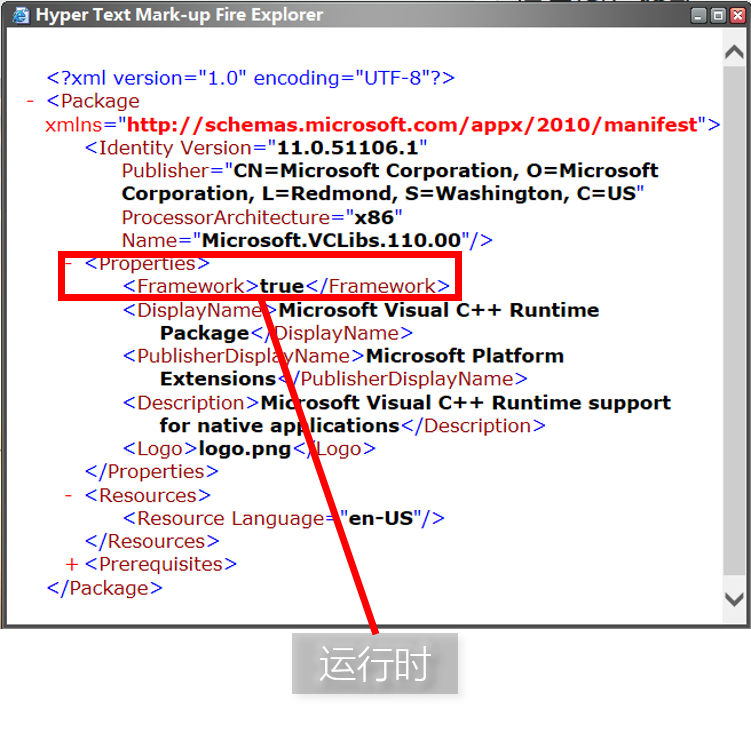 Hyper Text Mark-up Fire Explorer
<?xml version="1.0" encoding="UTF-8"?>
- <Package
xmlns="http://schemas.microsoft.com/appx/2010/manifest">
<Identity Version="11.0.51106.1"
Publisher="CN=Microsoft Corporation, O=Microsoft
Corporation, L=Redmond, S=Washington, C=US"
ProcessorArchitecture="x86"
Name="Microsoft.VCLibs.110.00"/>
- <Properties>
<Framework>true</Framework>
<DisplayName>Microsoft Visual C++ Runtime
Package</DisplayName>
<PublisherDisplayName>Microsoft Platform
Extensions</PublisherDisplayName>
<Description>Microsoft Visual C++ Runtime support
for native applications</Description>
<Logo>logo.png</Logo>
</Properties>
- <Resources>
<Resource Language="en-US"/>
</Resources>
+ <Prerequisites>
</Package>
运行时